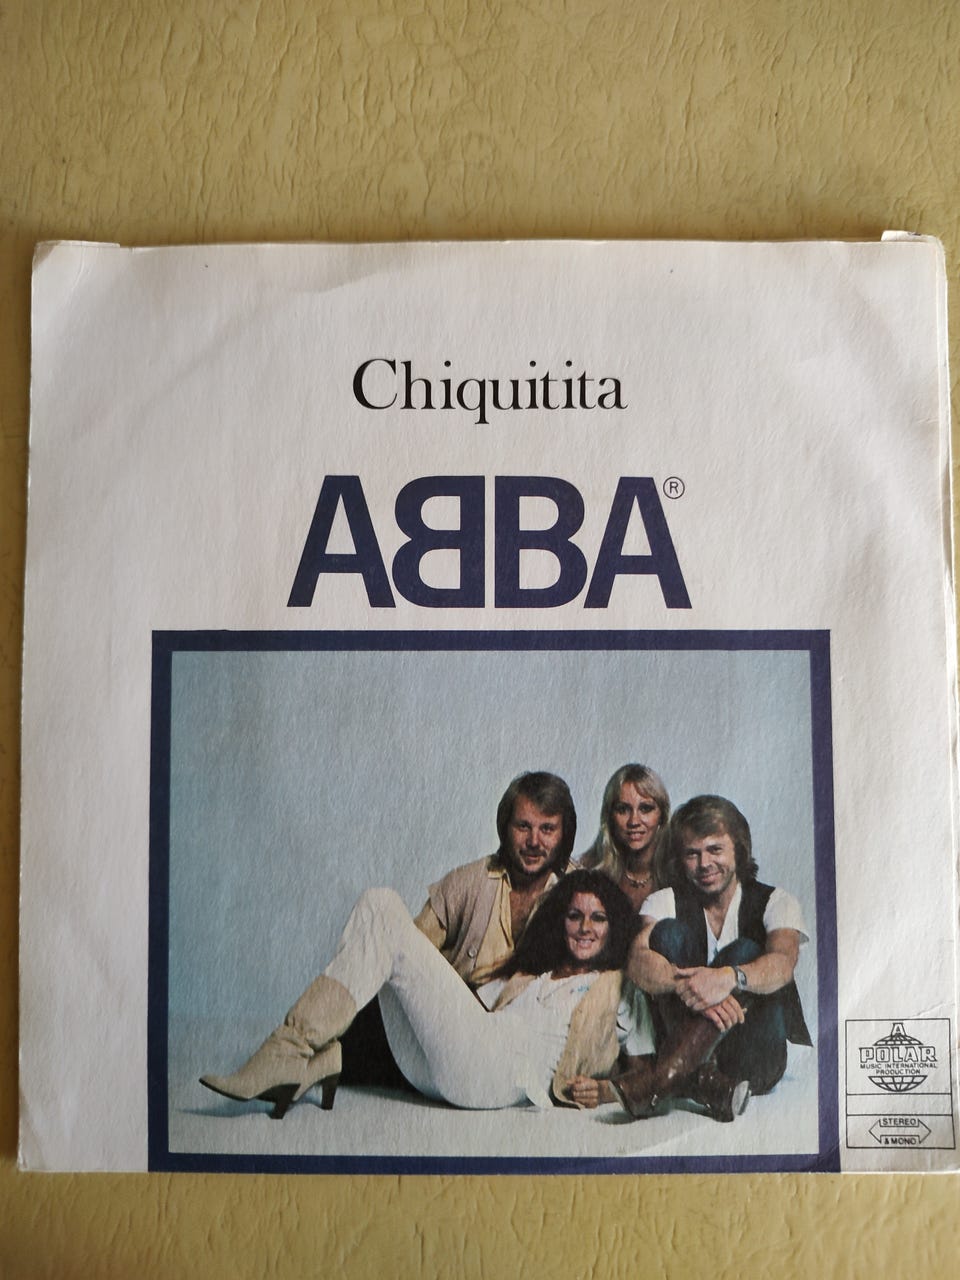 Chiquitita
ABBA®
A
POLAR
MUSIC INTERNATIONAL
PRODUCTION
STEREO
& MONO